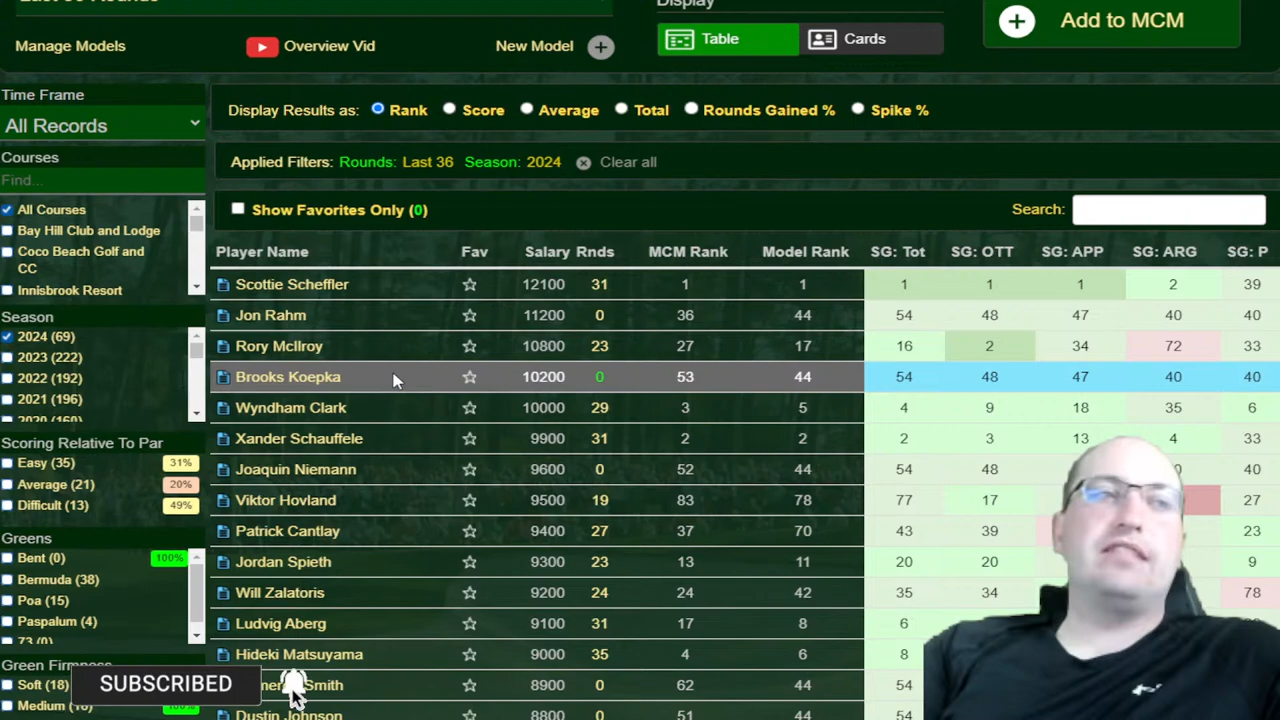 Display
Add to MCM
Manage Models Overview Vid New Model Table Cards
Time Frame
All Records
Display Results as: Rank Score Average Total Rounds Gained % Spike %
Courses
Applied Filters: Rounds: Last 36 Season: 2024 Clear all
Find...
All Courses
Show Favorites Only (0) Search:
Bay Hill Club and Lodge
Coco Beach Golf and
CC
Innisbrook Resort
Player Name Fav Salary Rnds MCM Rank Model Rank SG: Tot SG: OTT SG: APP SG: ARG SG: P
Scottie Scheffler 12100 31 1 1 1 1 1 2 39
Season
Jon Rahm 11200 0 36 44 54 48 47 40 40
2024 (69)
Rory McIlroy 10800 23 27 17 16 2 34 72 33
2023 (222)
Brooks Koepka 10200 0 53 44 54 48 47 40 40
2022 (192)
2021 (196)
Wyndham Clark 10000 29 3 5 4 9 18 35 6
2020 (160)
Scoring Relative To Par
Xander Schauffele 9900 31 2 2 2 3 13 4 33
Easy (35) 31%
Joaquin Niemann 9600 0 52 44 54 48 40
Average (21) 20%
Difficult (13) 49%
Viktor Hovland 9500 19 83 78 77 17 27
Greens
Patrick Cantlay 9400 27 37 70 43 39 23
Bent (0) 100%
Jordan Spieth 9300 23 13 11 20 20 9
Bermuda (38)
Poa (15)
Will Zalatoris 9200 24 24 42 35 34 78
Paspalum (4)
Ludvig Aberg 9100 31 17 8 6
73 (0)
Hideki Matsuyama 9000 35 4 6 8
Green Firmness
Soft (18)
SUBSCRIBED
Smith 8900 0 62 44 54
Medium
Dustin Johnson 8800 0 51 44 54